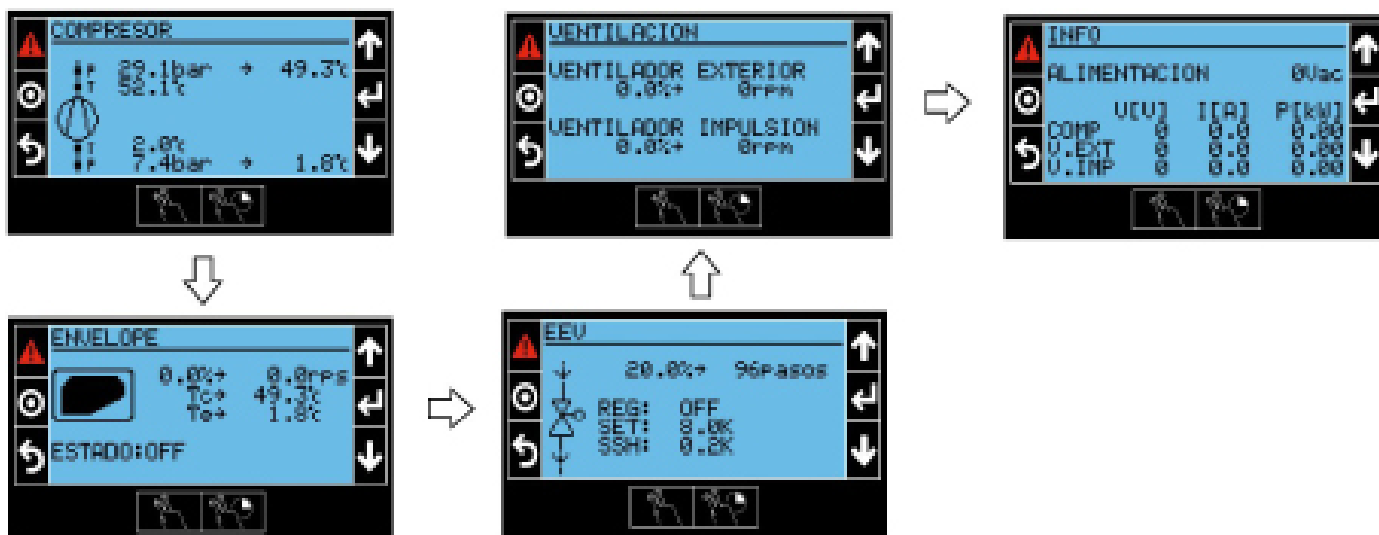 COMPRESOR
P 29.1bar → 49.3℃
T 52.1℃
T 2.0℃
P 7.4bar → 1.8℃
ENVELOPE
0.0%→ 0.0rps
Tc→ 49.3℃
Te→ 1.8℃
ESTADO:OFF
EEV
20.0%→ 96pasos
REG: OFF
SET: 8.0K
SSH: 0.2K
VENTILACION
VENTILADOR EXTERIOR
0.0%→ 0rpm
VENTILADOR IMPULSION
0.0%→ 0rpm
INFO
ALIMENTACION 0Vac
V[V] I[A] P[kW]
COMP 0 0.0 0.00
V.EXT 0 0.0 0.00
V.IMP 0 0.0 0.00